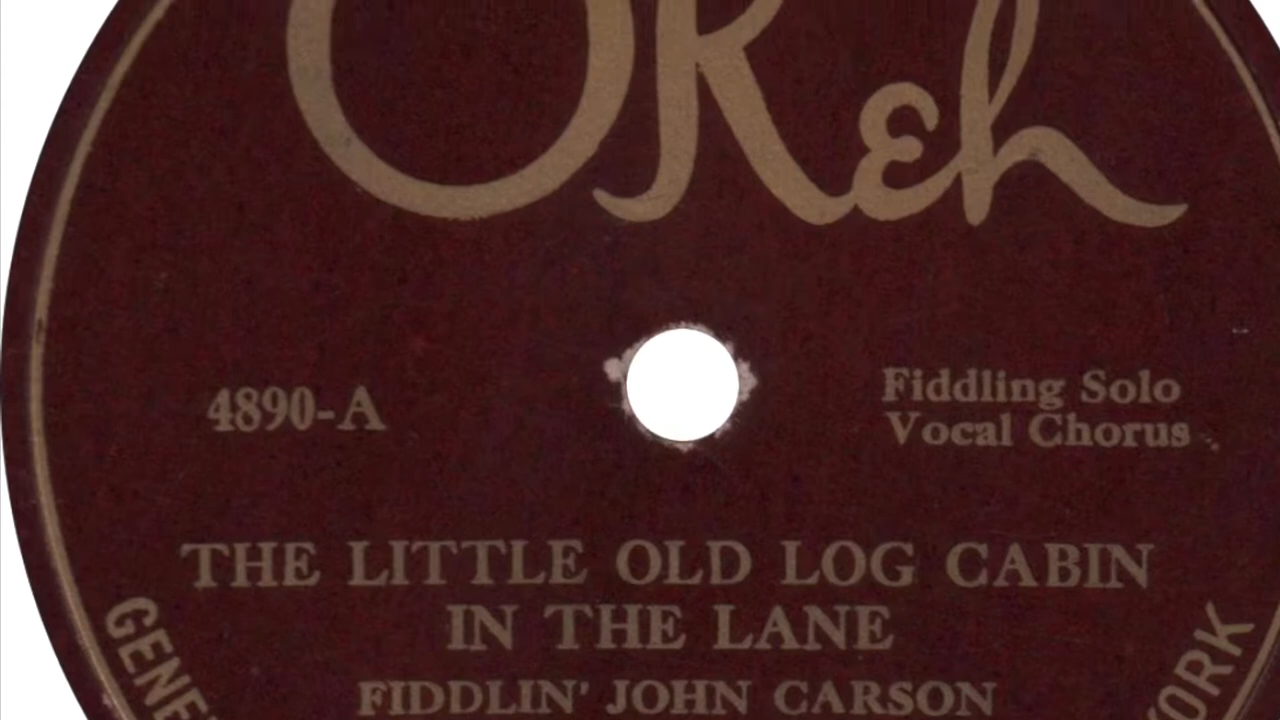 OKeh
4890-A
Fiddling Solo
Vocal Chorus
THE LITTLE OLD LOG CABIN
IN THE LANE
FIDDLIN' JOHN CARSON